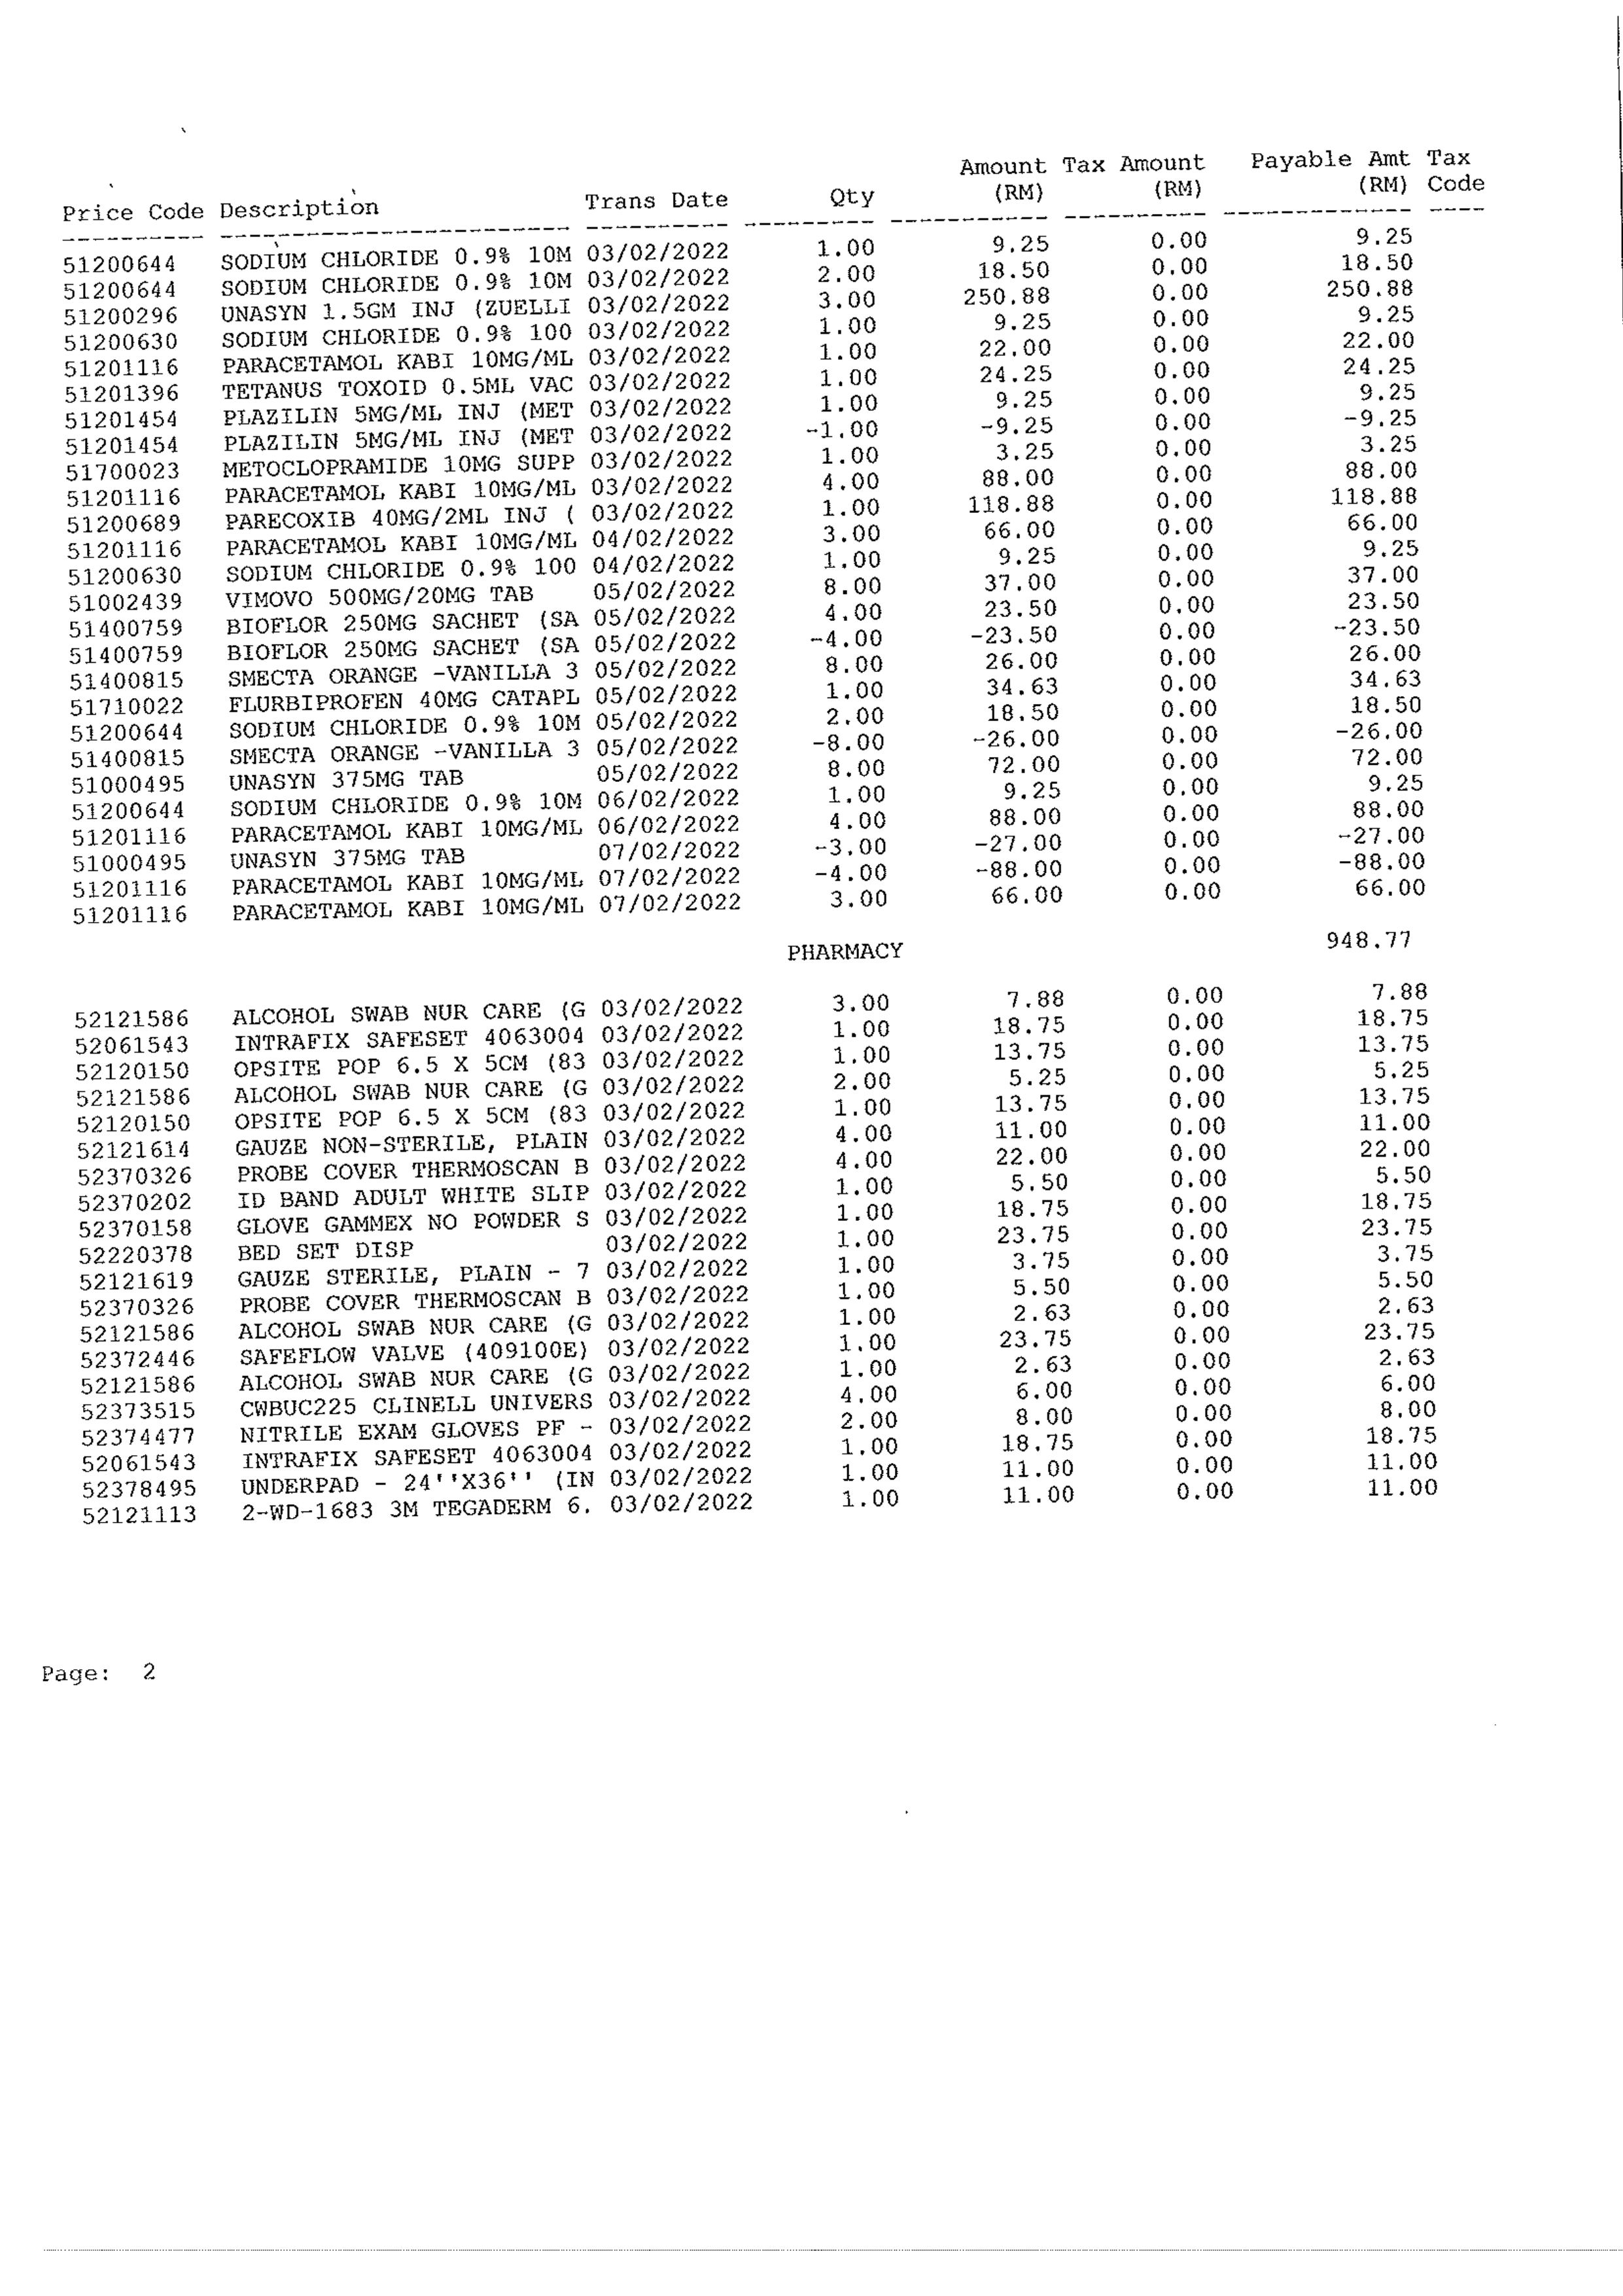 Amount Tax Amount Payable Amt Tax
Price Code Description Trans Date Qty (RM) (RM) (RM) Code
---------- ---------------------- ---------- --------- ---------- ---------- ------------ ----
51200644 SODIUM CHLORIDE 0.9% 10M 03/02/2022 1.00 9.25 0.00 9.25
51200644 SODIUM CHLORIDE 0.9% 10M 03/02/2022 2.00 18.50 0.00 18.50
51200296 UNASYN 1.5GM INJ (ZUELLI 03/02/2022 3.00 250.88 0.00 250.88
51200630 SODIUM CHLORIDE 0.9% 100 03/02/2022 1.00 9.25 0.00 9.25
51201116 PARACETAMOL KABI 10MG/ML 03/02/2022 1.00 22.00 0.00 22.00
51201396 TETANUS TOXOID 0.5ML VAC 03/02/2022 1.00 24.25 0.00 24.25
51201454 PLAZILIN 5MG/ML INJ (MET 03/02/2022 1.00 9.25 0.00 9.25
51201454 PLAZILIN 5MG/ML INJ (MET 03/02/2022 -1.00 -9.25 0.00 -9.25
51700023 METOCLOPRAMIDE 10MG SUPP 03/02/2022 1.00 3.25 0.00 3.25
51201116 PARACETAMOL KABI 10MG/ML 03/02/2022 4.00 88.00 0.00 88.00
51200689 PARECOXIB 40MG/2ML INJ ( 03/02/2022 1.00 118.88 0.00 118.88
51201116 PARACETAMOL KABI 10MG/ML 04/02/2022 3.00 66.00 0.00 66.00
51200630 SODIUM CHLORIDE 0.9% 100 04/02/2022 1.00 9.25 0.00 9.25
51002439 VIMOVO 500MG/20MG TAB 05/02/2022 8.00 37.00 0.00 37.00
51400759 BIOFLOR 250MG SACHET (SA 05/02/2022 4.00 23.50 0.00 23.50
51400759 BIOFLOR 250MG SACHET (SA 05/02/2022 -4.00 -23.50 0.00 -23.50
51400815 SMECTA ORANGE -VANILLA 3 05/02/2022 8.00 26.00 0.00 26.00
51710022 FLURBIPROFEN 40MG CATAPL 05/02/2022 1.00 34.63 0.00 34.63
51200644 SODIUM CHLORIDE 0.9% 10M 05/02/2022 2.00 18.50 0.00 18.50
51400815 SMECTA ORANGE -VANILLA 3 05/02/2022 -8.00 -26.00 0.00 -26.00
51000495 UNASYN 375MG TAB 05/02/2022 8.00 72.00 0.00 72.00
51200644 SODIUM CHLORIDE 0.9% 10M 06/02/2022 1.00 9.25 0.00 9.25
51201116 PARACETAMOL KABI 10MG/ML 06/02/2022 4.00 88.00 0.00 88.00
51000495 UNASYN 375MG TAB 07/02/2022 -3.00 -27.00 0.00 -27.00
51201116 PARACETAMOL KABI 10MG/ML 07/02/2022 -4.00 -88.00 0.00 -88.00
51201116 PARACETAMOL KABI 10MG/ML 07/02/2022 3.00 66.00 0.00 66.00
PHARMACY 948.77
52121586 ALCOHOL SWAB NUR CARE (G 03/02/2022 3.00 7.88 0.00 7.88
52061543 INTRAFIX SAFESET 4063004 03/02/2022 1.00 18.75 0.00 18.75
52120150 OPSITE POP 6.5 X 5CM (83 03/02/2022 1.00 13.75 0.00 13.75
52121586 ALCOHOL SWAB NUR CARE (G 03/02/2022 2.00 5.25 0.00 5.25
52120150 OPSITE POP 6.5 X 5CM (83 03/02/2022 1.00 13.75 0.00 13.75
52121614 GAUZE NON-STERILE, PLAIN 03/02/2022 4.00 11.00 0.00 11.00
52370326 PROBE COVER THERMOSCAN B 03/02/2022 4.00 22.00 0.00 22.00
52370202 ID BAND ADULT WHITE SLIP 03/02/2022 1.00 5.50 0.00 5.50
52370158 GLOVE GAMMEX NO POWDER S 03/02/2022 1.00 18.75 0.00 18.75
52220378 BED SET DISP 03/02/2022 1.00 23.75 0.00 23.75
52121619 GAUZE STERILE, PLAIN - 7 03/02/2022 1.00 3.75 0.00 3.75
52370326 PROBE COVER THERMOSCAN B 03/02/2022 1.00 5.50 0.00 5.50
52121586 ALCOHOL SWAB NUR CARE (G 03/02/2022 1.00 2.63 0.00 2.63
52372446 SAFEFLOW VALVE (409100E) 03/02/2022 1.00 23.75 0.00 23.75
52121586 ALCOHOL SWAB NUR CARE (G 03/02/2022 1.00 2.63 0.00 2.63
52373515 CWBUC225 CLINELL UNIVERS 03/02/2022 4.00 6.00 0.00 6.00
52374477 NITRILE EXAM GLOVES PF - 03/02/2022 2.00 8.00 0.00 8.00
52061543 INTRAFIX SAFESET 4063004 03/02/2022 1.00 18.75 0.00 18.75
52378495 UNDERPAD - 24''X36'' (IN 03/02/2022 1.00 11.00 0.00 11.00
52121113 2-WD-1683 3M TEGADERM 6. 03/02/2022 1.00 11.00 0.00 11.00
Page: 2